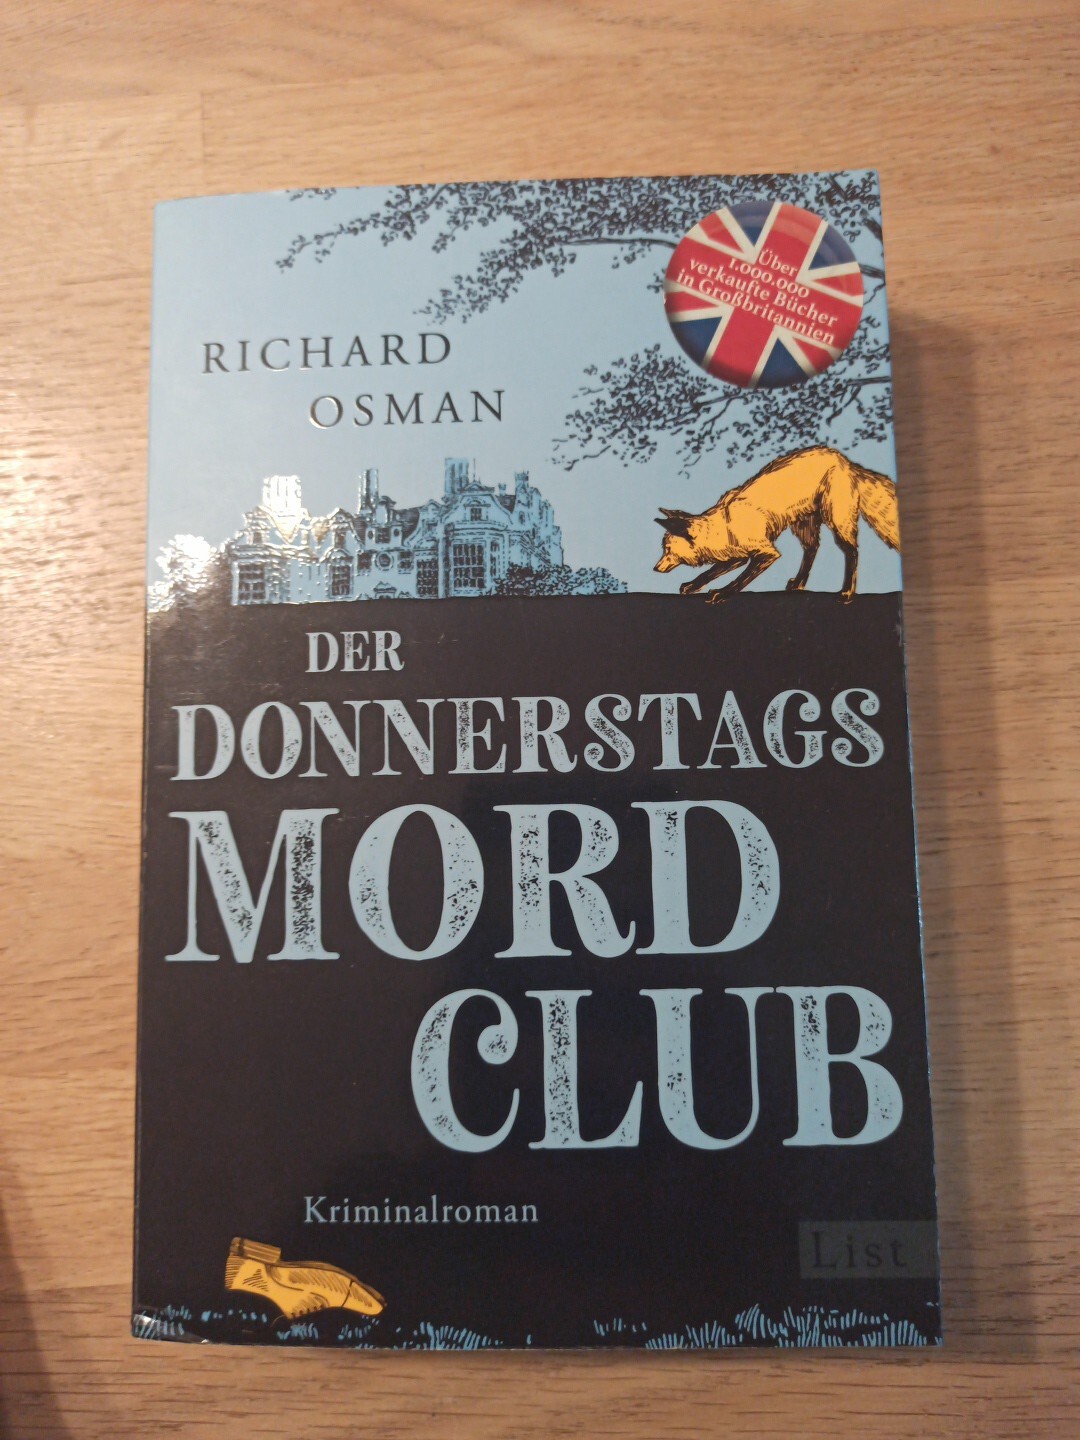 Über
1.000.000
verkaufte Bücher
in Großbritannien
RICHARD
OSMAN
DER
DONNERSTAGS
MORD
CLUB
Kriminalroman
List